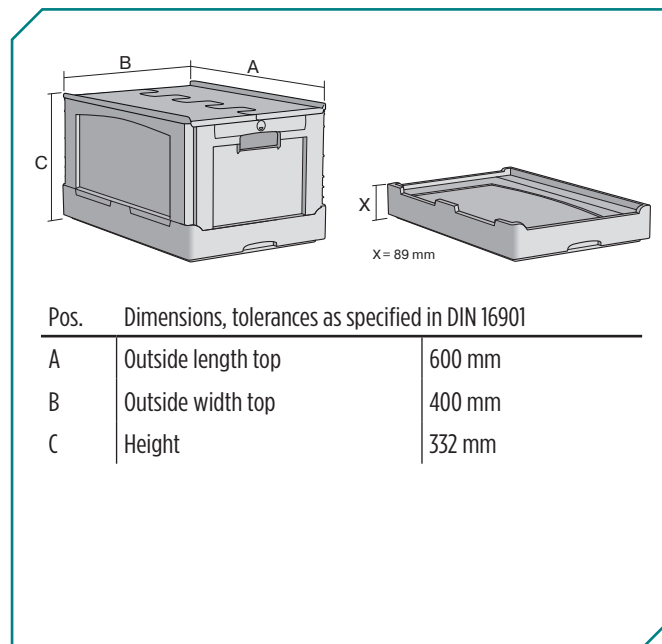 B
A
C
X
X = 89 mm
Pos. Dimensions, tolerances as specified in DIN 16901
A Outside length top 600 mm
B Outside width top 400 mm
C Height 332 mm